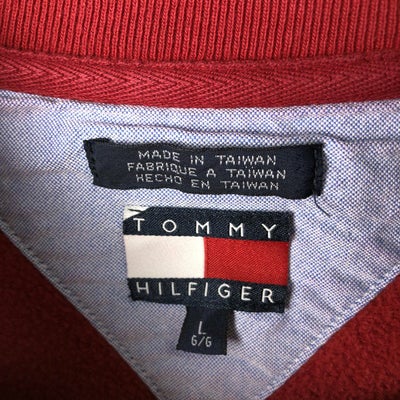 MADE IN TAIWAN
FABRIQUE A TAIWAN
HECHO EN TAIWAN
TOMMY
HILFIGER
L
G/G